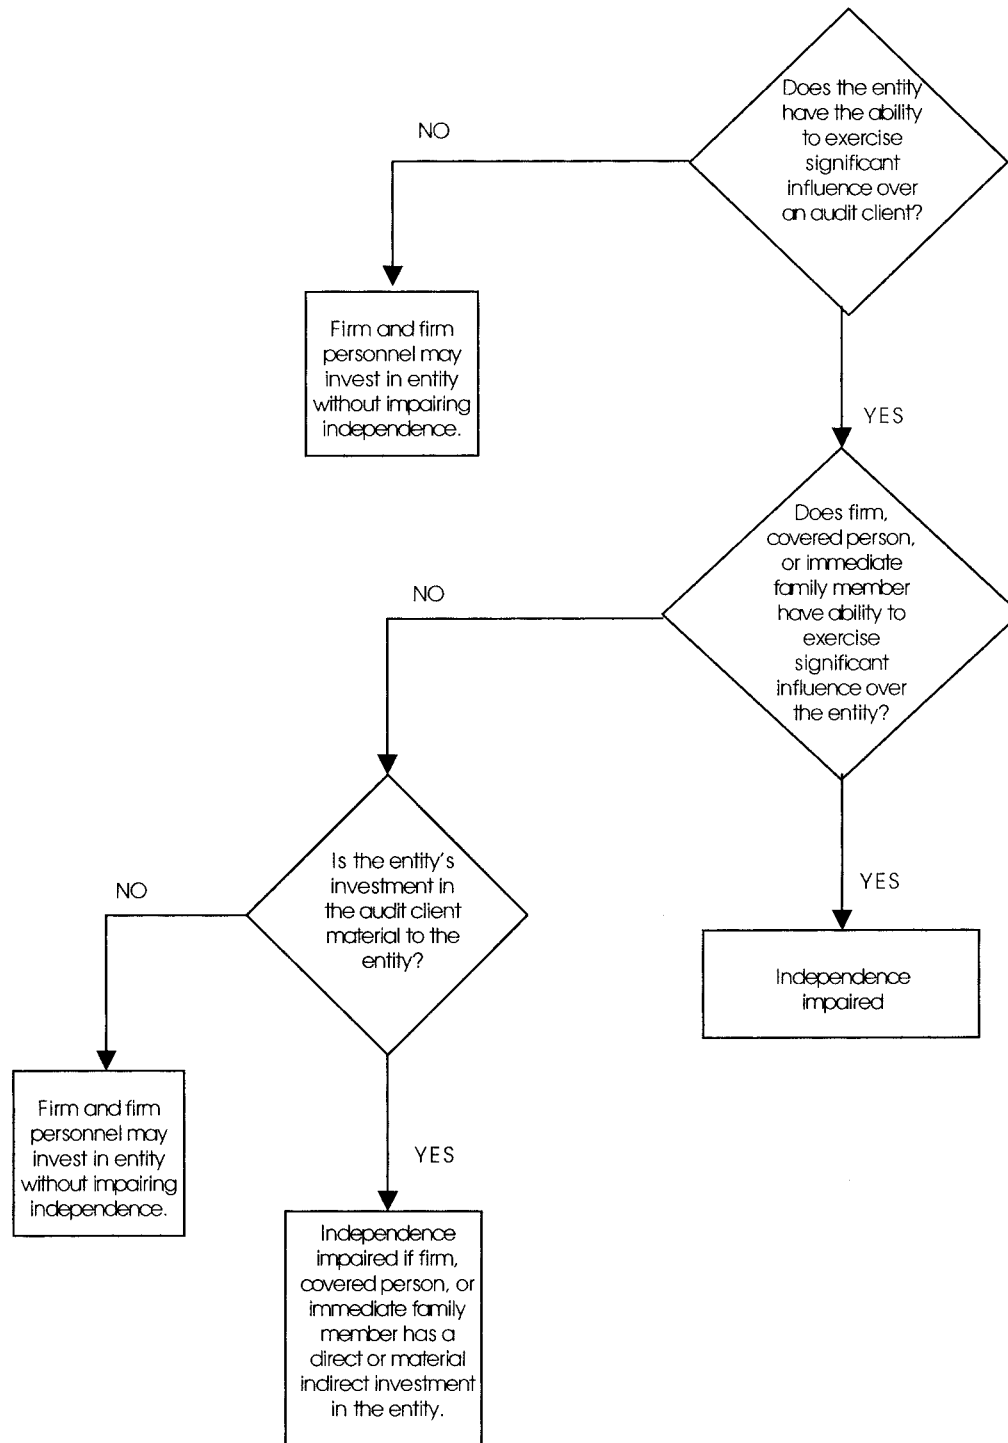 Does the entity
have the ability
to exercise
significant
influence over
an audit client?
NO
Firm and firm
personnel may
invest in entity
without impairing
independence.
YES
Does firm,
covered person,
or immediate
family member
have ability to
exercise
significant
influence over
the entity?
NO
Is the entity's
investment in
the audit client
material to the
entity?
YES
Independence
impaired
NO
Firm and firm
personnel may
invest in entity
without impairing
independence.
YES
Independence
impaired if firm,
covered person, or
immediate family
member has a
direct or material
indirect investment
in the entity.